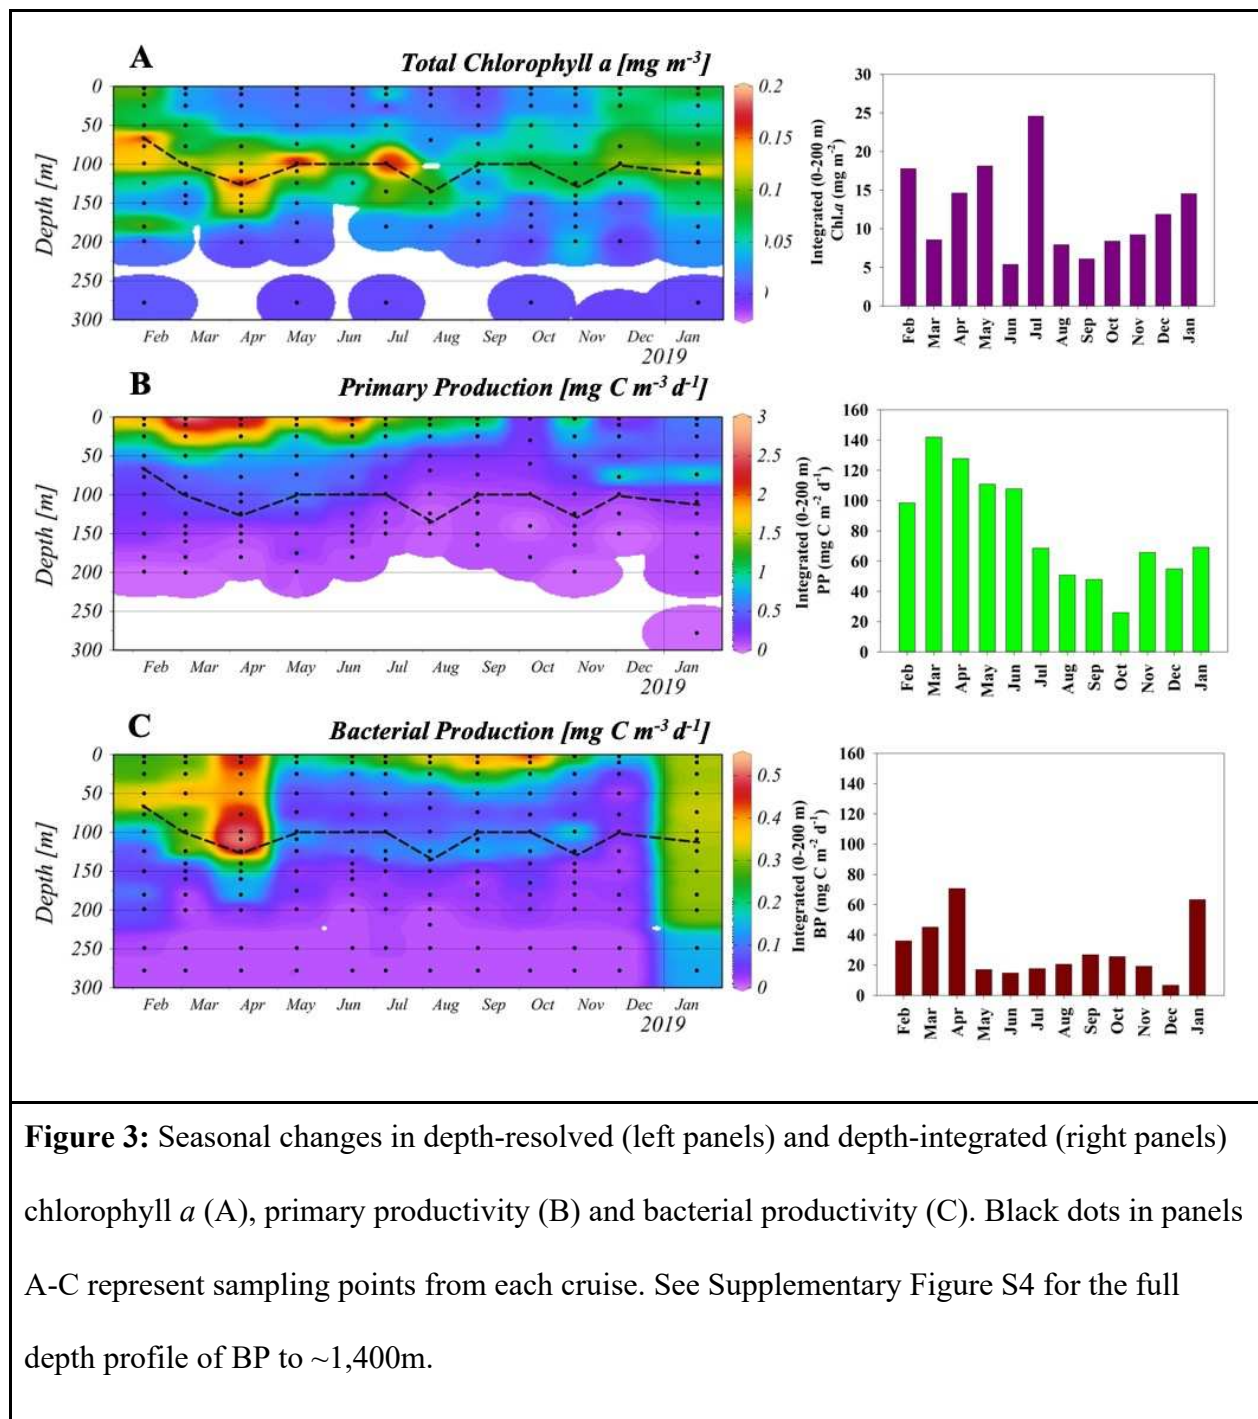 A
Total Chlorophyll a [mg m-3]
0
50
100
150
200
250
300
Depth [m]
Feb Mar Apr May Jun Jul Aug Sep Oct Nov Dec Jan
2019
0.2
0.15
0.1
0.05
)
Integrated (0-200 m)
Chl.a (mg m-2)
30
25
20
15
10
5
0
Feb Mar Apr May Jun Jul Aug Sep Oct Nov Dec Jan
B
Primary Production [mg C m-3 d-1]
0
50
100
150
200
250
300
Depth [m]
Feb Mar Apr May Jun Jul Aug Sep Oct Nov Dec Jan
2019
3
2.5
2
1.5
1
0.5
0
Integrated (0-200 m)
PP (mg C m-2 d-1)
160
140
120
100
80
60
40
20
0
Feb Mar Apr May Jun Jul Aug Sep Oct Nov Dec Jan
C
Bacterial Production [mg C m-3 d-1]
0
50
100
150
200
250
300
Depth [m]
Feb Mar Apr May Jun Jul Aug Sep Oct Nov Dec Jan
2019
0.5
0.4
0.3
0.2
0.1
0
Integrated (0-200 m)
BP (mg C m-2 d-1)
160
140
120
100
80
60
40
20
0
Feb Mar Apr May Jun Jul Aug Sep Oct Nov Dec Jan
Figure 3: Seasonal changes in depth-resolved (left panels) and depth-integrated (right panels)
chlorophyll a (A), primary productivity (B) and bacterial productivity (C). Black dots in panels
A-C represent sampling points from each cruise. See Supplementary Figure S4 for the full
depth profile of BP to ~1,400m.